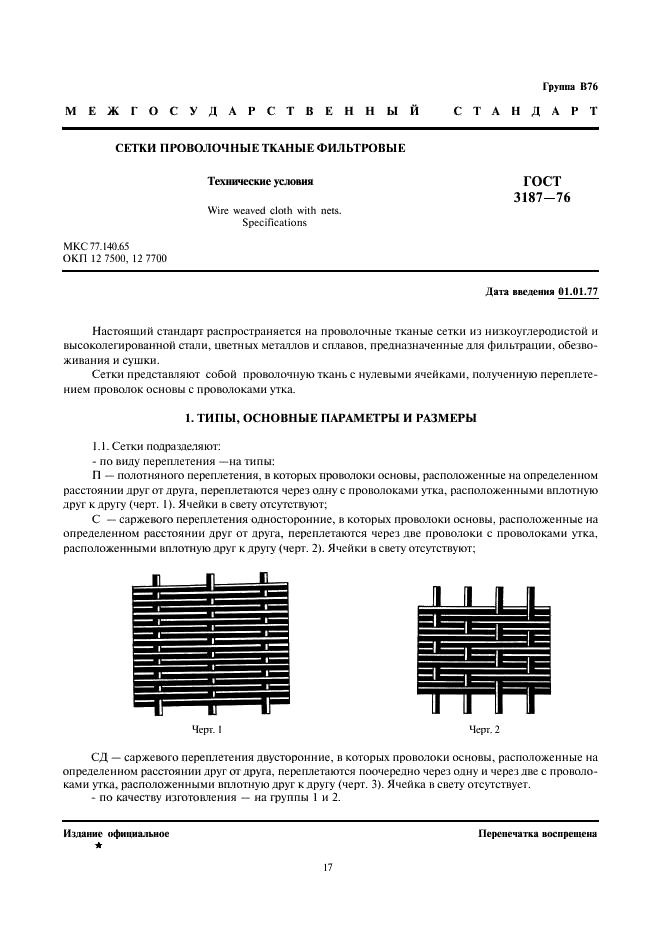 Группа В76
МЕЖГОСУДАРСТВЕННЫЙ СТАНДАРТ
СЕТКИ ПРОВОЛОЧНЫЕ ТКАНЫЕ ФИЛЬТРОВЫЕ
Технические условия
Wire weaved cloth with nets.
Specifications
ГОСТ
3187—76
МКС 77.140.65
ОКП 12 7500, 12 7700
Дата введения 01.01.77
Настоящий стандарт распространяется на проволочные тканые сетки из низкоуглеродистой и
высоколегированной стали, цветных металлов и сплавов, предназначенные для фильтрации, обезво-
живания и сушки.
Сетки представляют собой проволочную ткань с нулевыми ячейками, полученную переплете-
нием проволок основы с проволоками утка.
1. ТИПЫ, ОСНОВНЫЕ ПАРАМЕТРЫ И РАЗМЕРЫ
1.1. Сетки подразделяют:
- по виду переплетения —на типы:
П — полотняного переплетения, в которых проволоки основы, расположенные на определенном
расстоянии друг от друга, переплетаются через одну с проволоками утка, расположенными вплотную
друг к другу (черт. 1). Ячейки в свету отсутствуют;
С — саржевого переплетения односторонние, в которых проволоки основы, расположенные на
определенном расстоянии друг от друга, переплетаются через две проволоки с проволоками утка,
расположенными вплотную друг к другу (черт. 2). Ячейки в свету отсутствуют;
Черт. 1
Черт. 2
СД — саржевого переплетения двусторонние, в которых проволоки основы, расположенные на
определенном расстоянии друг от друга, переплетаются поочередно через одну и через две с проволо-
ками утка, расположенными вплотную друг к другу (черт. 3). Ячейка в свету отсутствует.
- по качеству изготовления — на группы 1 и 2.
Издание официальное
Перепечатка воспрещена
★
17